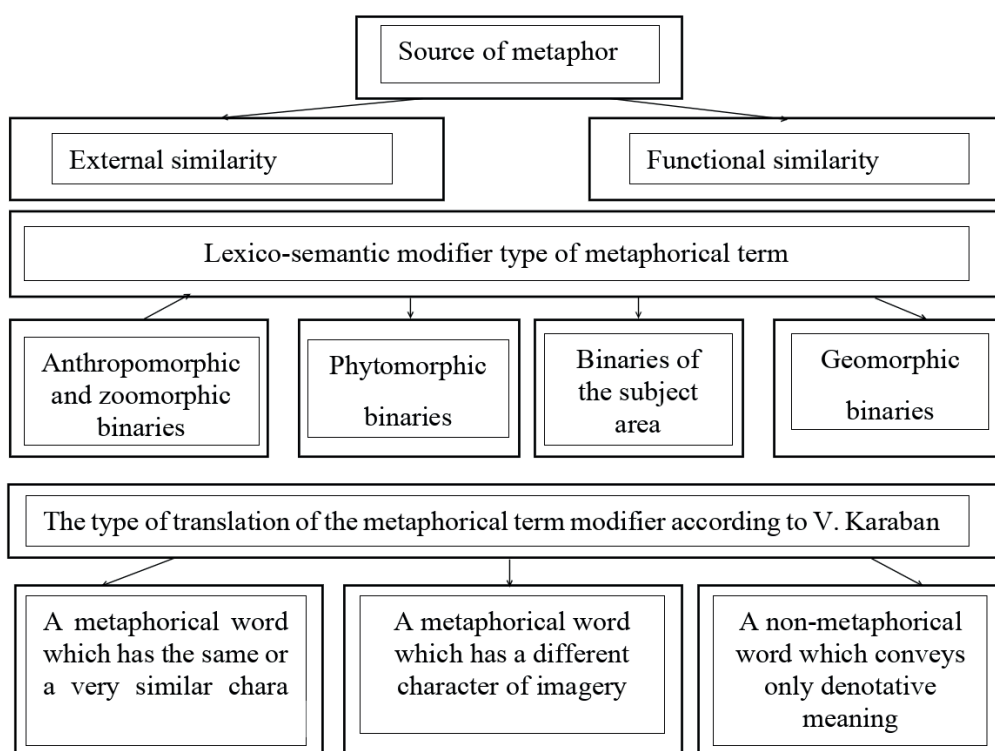 Source of metaphor
External similarity
Functional similarity
Lexico-semantic modifier type of metaphorical term
Anthropomorphic
and zoomorphic
binaries
Phytomorphic
binaries
Binaries of
the subject
area
Geomorphic
binaries
The type of translation of the metaphorical term modifier according to V. Karaban
A metaphorical word
which has the same or
a very similar chara
A metaphorical word
which has a different
character of imagery
A non-metaphorical
word which conveys
only denotative
meaning